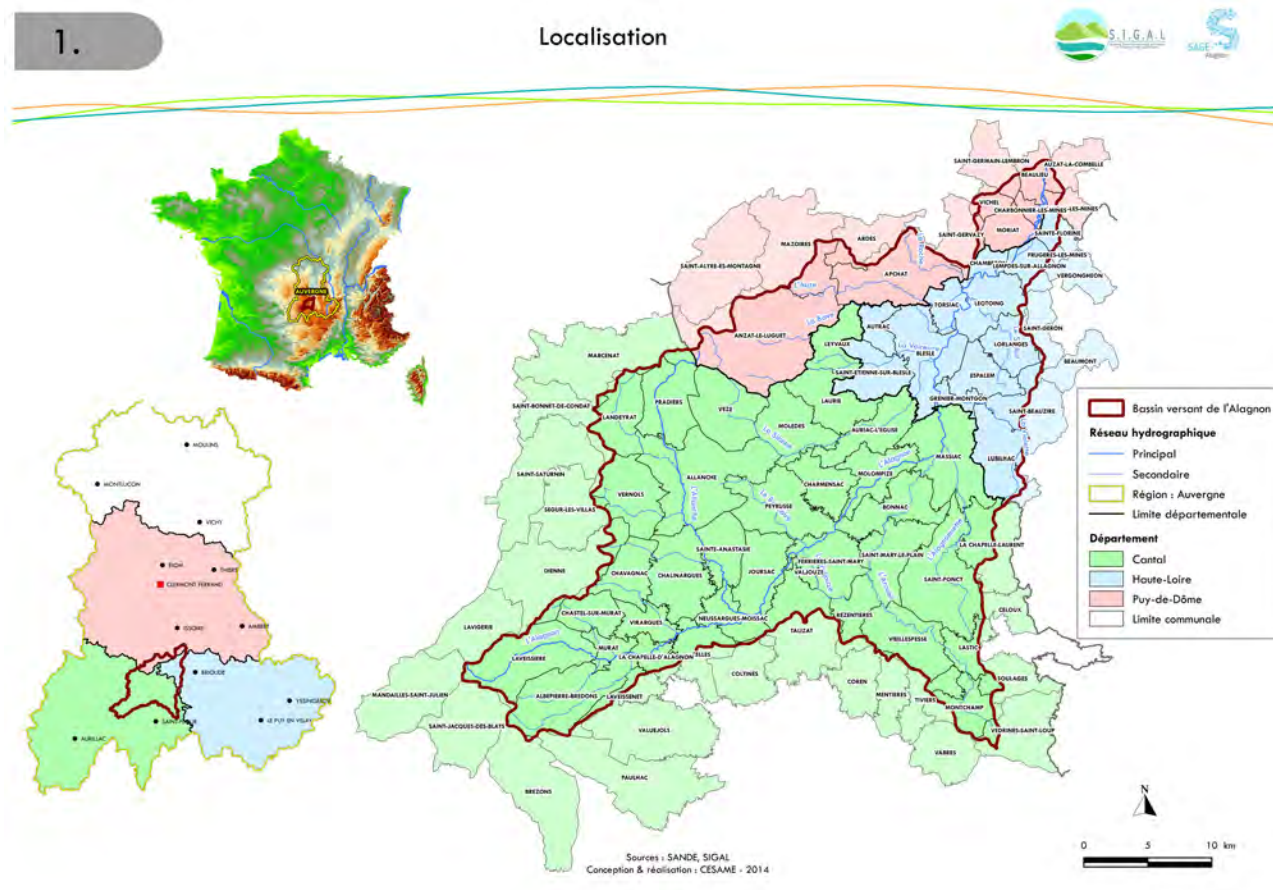 1.
Localisation
S.I.G.A.L
SAGE
Alagnon
AUVERGNE
MOULINS
MONTLUCON
VICHY
RIOM
THIERS
CLERMONT FERRAND
ISSOIRE
AMBERT
BRIOUDE
YSSINGEAUX
LE PUY EN VELAY
AURILLAC
SAINT-GERMAIN-LEMBRON
AUZAT-LA-COMBELLE
BEAULIEU
VICHEL
CHARBONNIER-LES-MINES
-LES-MINES
SAINT-GERVAZY
MORIAT
SAINTE-FLORINE
ARDES
MAZOIRES
FRUGERES-LES-MINES
SAINT-ALYRE-ES-MONTAGNE
APCHAT
LEMPDES-SUR-ALLAGNON
VERGONGHEON
TORSIAC
LEOTOING
ANZAT-LE-LUGUET
AUTRAC
SAINT-GERON
LEYVAUX
BLESLE
LORLANGES
BEAUMONT
MARCENAT
SAINT-ETIENNE-SUR-BLESLE
ESPALEM
SAINT-BONNET-DE-CONDAT
PRADIERS
LAURIE
GRENIER-MONTGON
LANDEYRAT
VEZE
SAINT-BEAUZIRE
MOLEDES
AURIAC-L'EGLISE
L'Alagnon
MASSIAC
LUBILHAC
SAINT-SATURNIN
ALLANCHE
CHARMENSAC
MOLOMPIZE
VERNOLS
PEYRUSSE
BONNAC
SEGUR-LES-VILLAS
SAINTE-ANASTASIE
FERRIERES-SAINT-MARY
SAINT-MARY-LE-PLAIN
LA CHAPELLE-LAURENT
DIENNE
CHAVAGNAC
CHALINARGUES
JOURSAC
VALJOUZE
SAINT-PONCY
CHASTEL-SUR-MURAT
VIRARGUES
NEUSSARGUES-MOISSAC
REZENTIERES
CELOUX
LAVIGERIE
TALIZAT
VIEILLESPESSE
L'Alagnon
MURAT
LA CHAPELLE-D'ALAGNON
ELLES
LASTIC
LAVEISSIERE
COLTINES
COREN
SOULAGES
MANDAILLES-SAINT-JULIEN
ALBEPIERRE-BREDONS
LAVEISSENET
MENTIERES
TIVIERS
MONTCHAMP
SAINT-JACQUES-DES-BLATS
VALUEJOLS
VEDRINES-SAINT-LOUP
VABRES
PAULHAC
BREZONS
Bassin versant de l'Alagnon
Réseau hydrographique
Principal
Secondaire
Région : Auvergne
Limite départementale
Département
Cantal
Haute-Loire
Puy-de-Dôme
Limite communale
N
0 5 10 km
Sources : SANDE, SIGAL
Conception & réalisation : CESAME - 2014